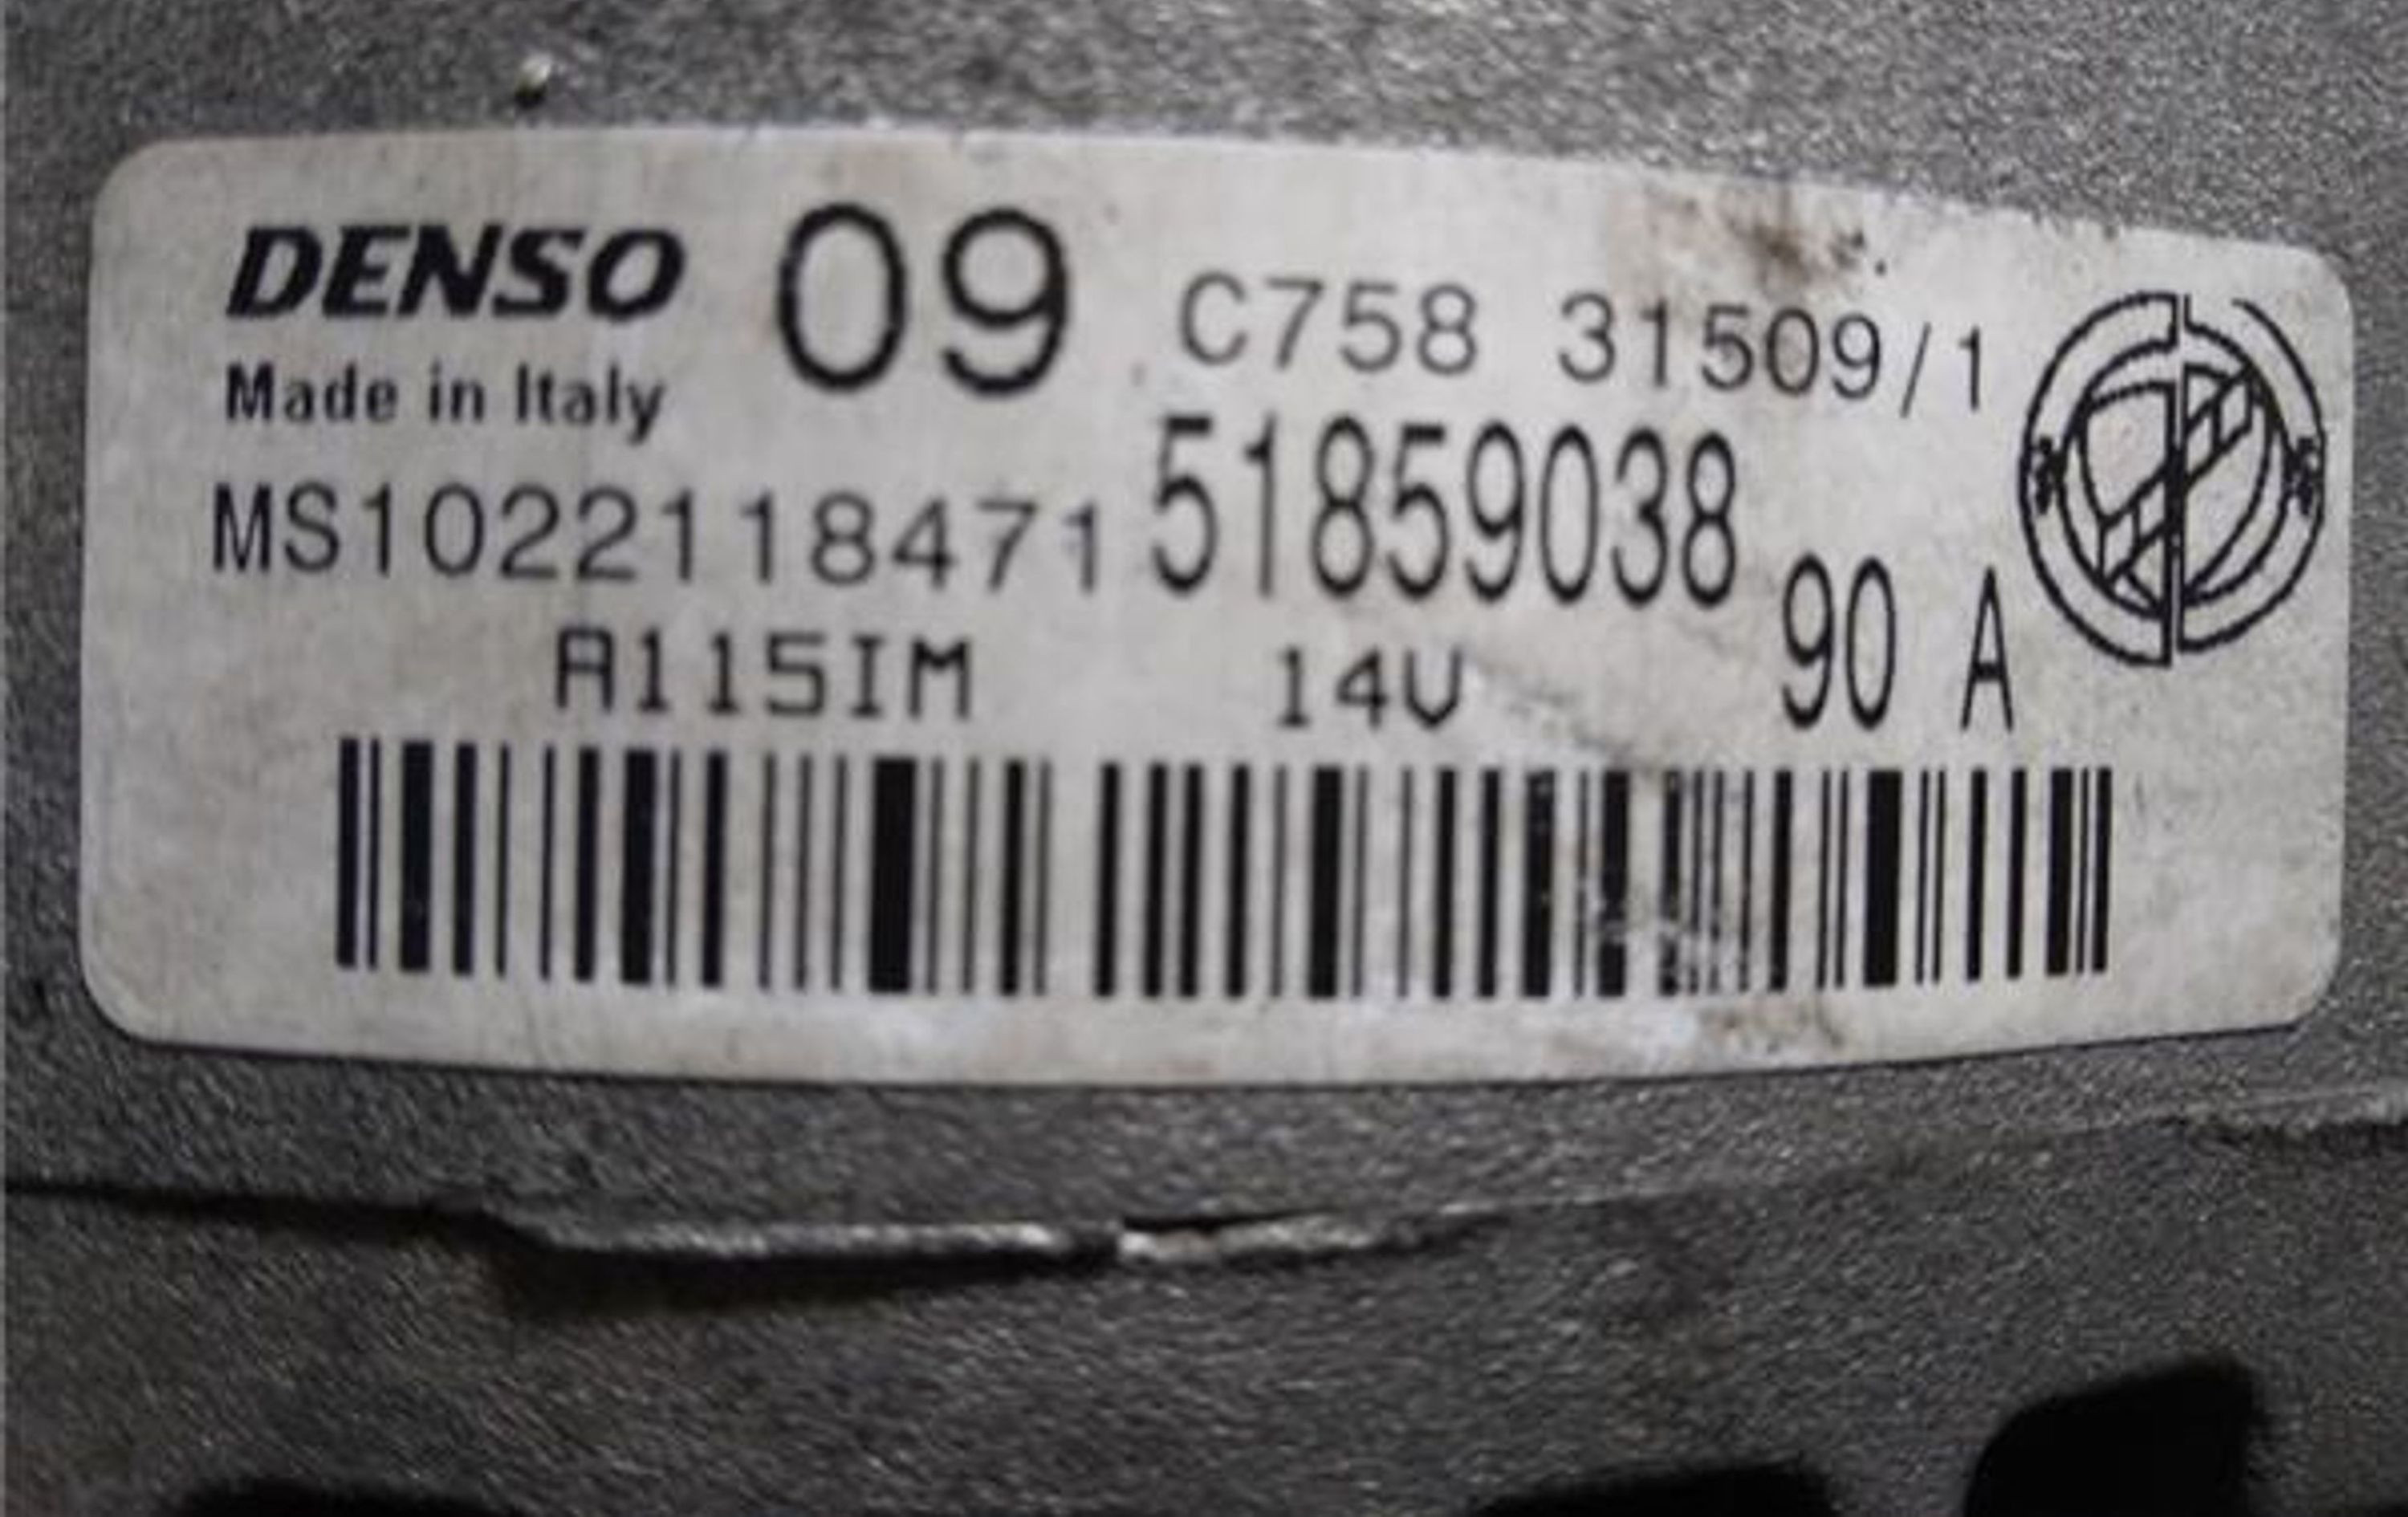 DENSO 09 C758 31509/1
Made in Italy
MS1022118471 51859038
A115IM 14V 90 A